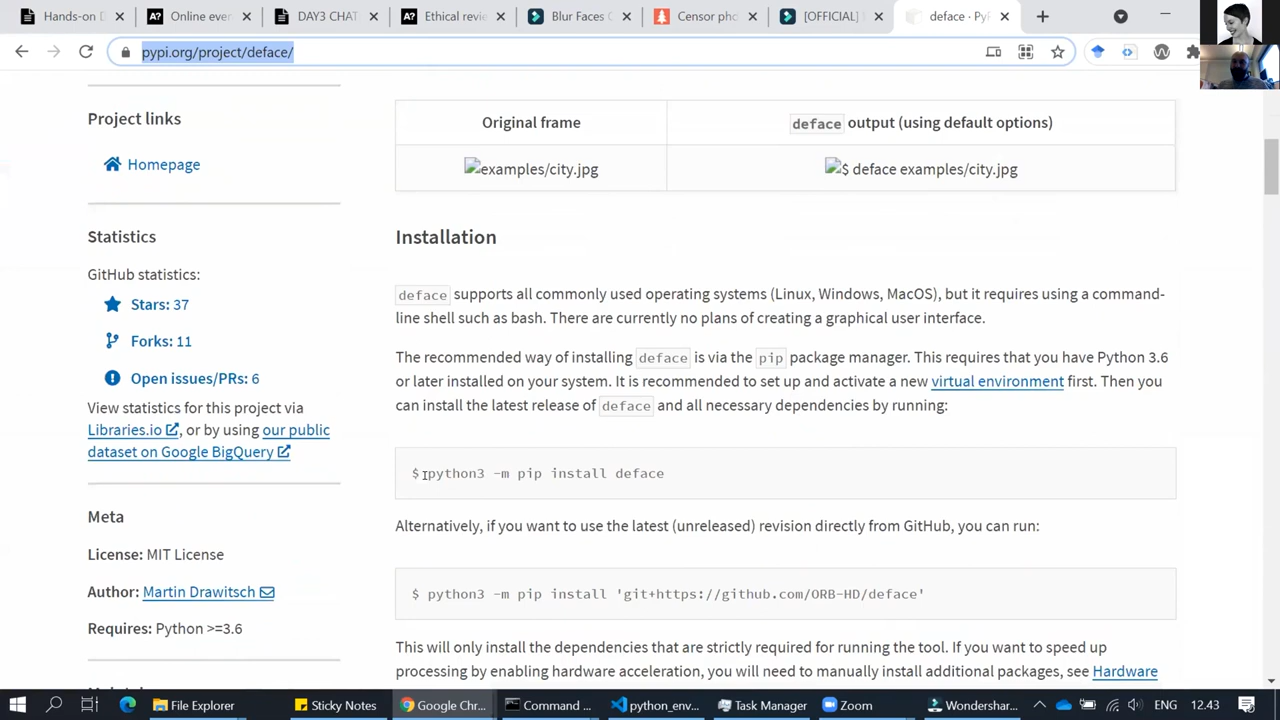 Hands-on D
Online ever
DAY3 CHAT
Ethical revi
Blur Faces C
Censor pho
[OFFICIAL]
deface · PyP
pypi.org/project/deface/
Project links
Homepage
Statistics
GitHub statistics:
Stars: 37
Forks: 11
Open issues/PRs: 6
View statistics for this project via
Libraries.io, or by using our public
dataset on Google BigQuery
Meta
License: MIT License
Author: Martin Drawitsch
Requires: Python >=3.6
Original frame
deface output (using default options)
examples/city.jpg
$ deface examples/city.jpg
Installation
deface supports all commonly used operating systems (Linux, Windows, MacOS), but it requires using a command-
line shell such as bash. There are currently no plans of creating a graphical user interface.
The recommended way of installing deface is via the pip package manager. This requires that you have Python 3.6
or later installed on your system. It is recommended to set up and activate a new virtual environment first. Then you
can install the latest release of deface and all necessary dependencies by running:
$ python3 -m pip install deface
Alternatively, if you want to use the latest (unreleased) revision directly from GitHub, you can run:
$ python3 -m pip install 'git+https://github.com/ORB-HD/deface'
This will only install the dependencies that are strictly required for running the tool. If you want to speed up
processing by enabling hardware acceleration, you will need to manually install additional packages, see Hardware
File Explorer
Sticky Notes
Google Chr...
Command ...
python_env...
Task Manager
Zoom
Wondershar...
12.43